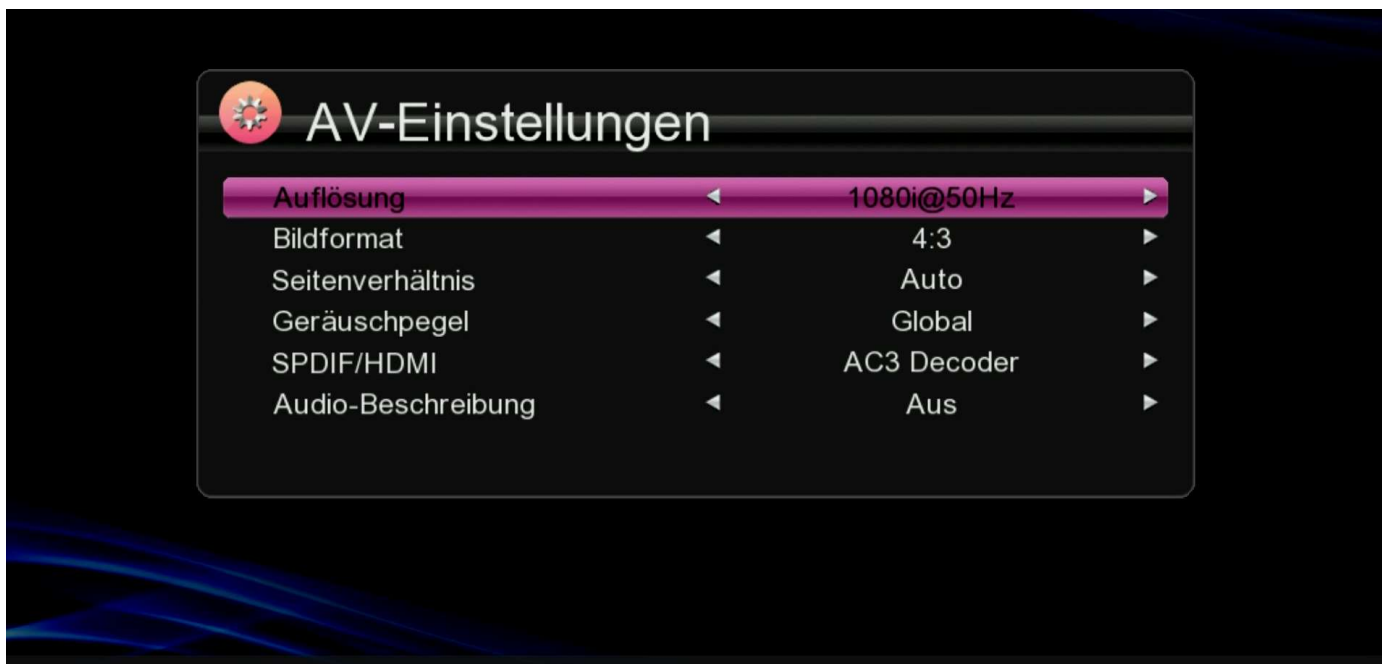 AV-Einstellungen
Auflösung 1080i@50Hz
Bildformat 4:3
Seitenverhältnis Auto
Geräuschpegel Global
SPDIF/HDMI AC3 Decoder
Audio-Beschreibung Aus